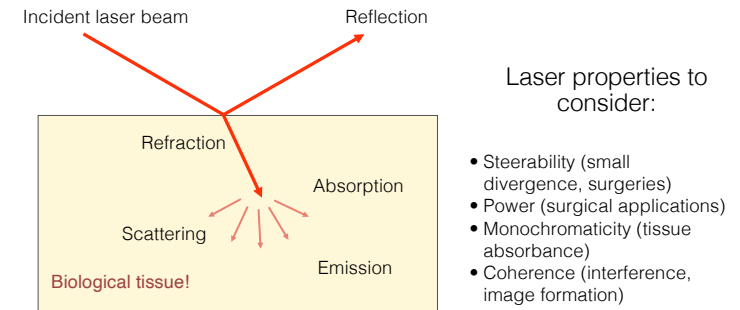 Incident laser beam
Reflection
Refraction
Absorption
Scattering
Emission
Biological tissue!
Laser properties to
consider:
• Steerability (small
divergence, surgeries)
• Power (surgical applications)
• Monochromaticity (tissue
absorbance)
• Coherence (interference,
image formation)